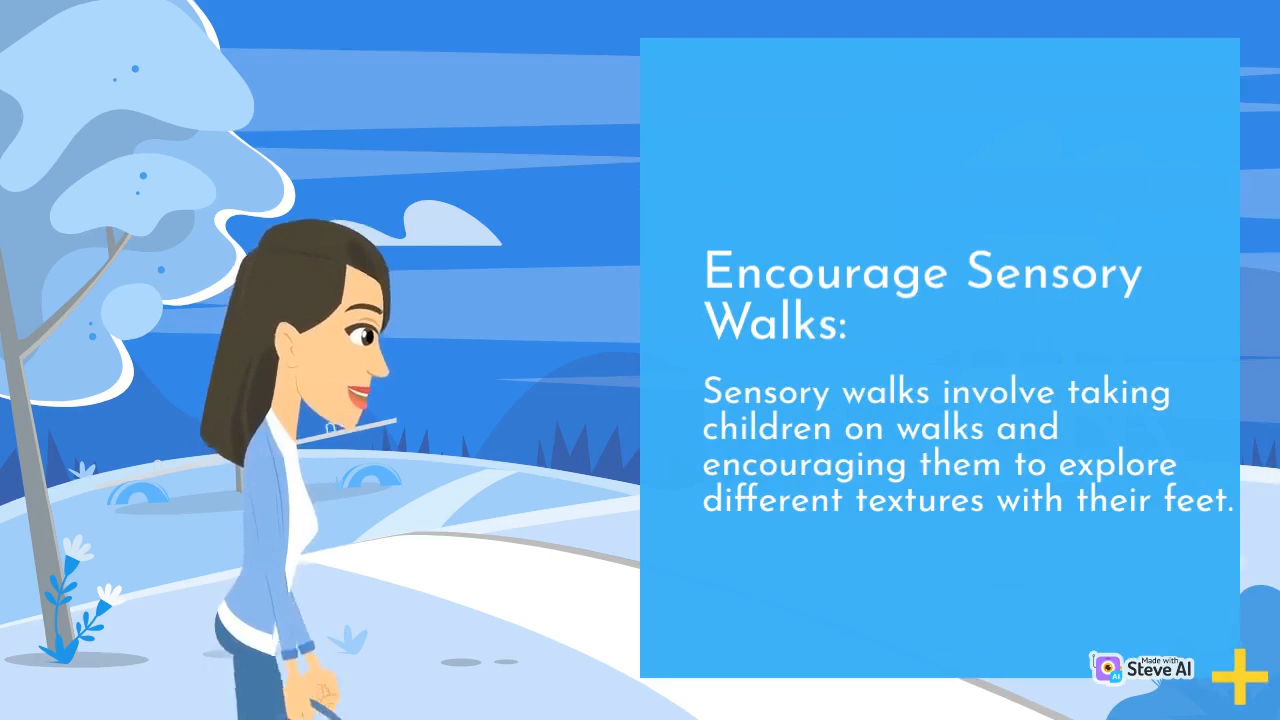 Encourage Sensory
Walks:
Sensory walks involve taking
children on walks and
encouraging them to explore
different textures with their feet.
Made with
Steve AI
AI